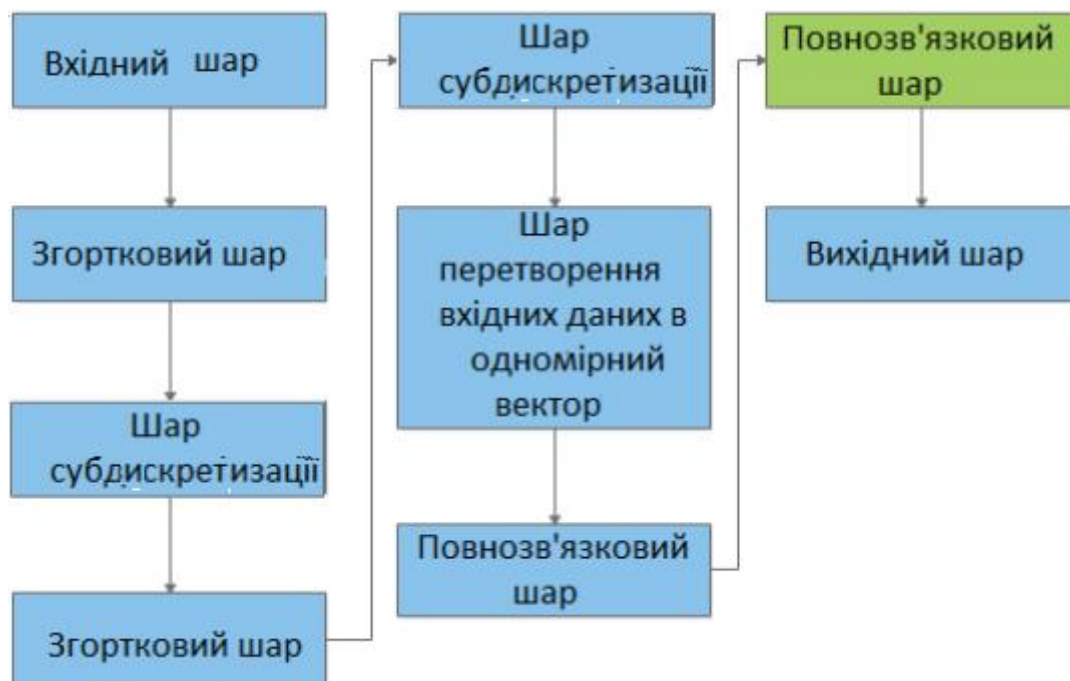 Вхідний шар
Згортковий шар
Шар
субдискретизації
Згортковий шар
Шар
субдискретизації
Шар
перетворення
вхідних даних в
одномірний
вектор
Повнозв'язковий
шар
Повнозв'язковий
шар
Вихідний шар